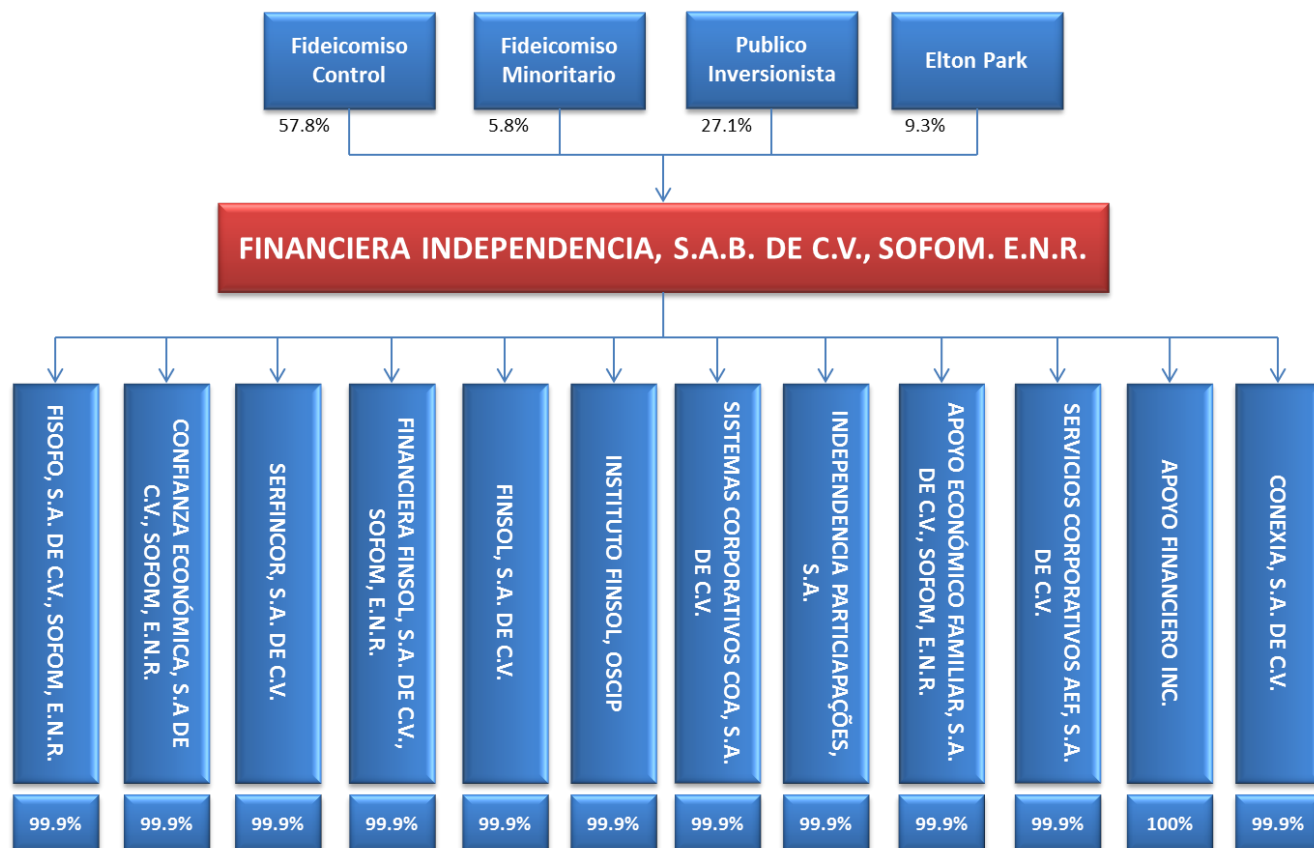 Fideicomiso
Control
Fideicomiso
Minoritario
Publico
Inversionista
Elton Park
57.8%
5.8%
27.1%
9.3%
FINANCIERA INDEPENDENCIA, S.A.B. DE C.V., SOFOM. E.N.R.
FISOFO, S.A. DE C.V., SOFOM, E.N.R.
CONFIANZA ECONÓMICA, S.A DE
C.V., SOFOM, E.N.R.
SERFINCOR, S.A. DE C.V.
FINANCIERA FINSOL, S.A. DE C.V.,
SOFOM, E.N.R.
FINSOL, S.A. DE C.V.
INSTITUTO FINSOL, OSCIP
SISTEMAS CORPORATIVOS COA, S.A.
DE C.V.
INDEPENDENCIA PARTICIAPAÇÕES,
S.A.
APOYO ECONÓMICO FAMILIAR, S.A.
DE C.V., SOFOM, E.N.R.
SERVICIOS CORPORATIVOS AEF, S.A.
DE C.V.
APOYO FINANCIERO INC.
CONEXIA, S.A. DE C.V.
99.9%
99.9%
99.9%
99.9%
99.9%
99.9%
99.9%
99.9%
99.9%
99.9%
100%
99.9%